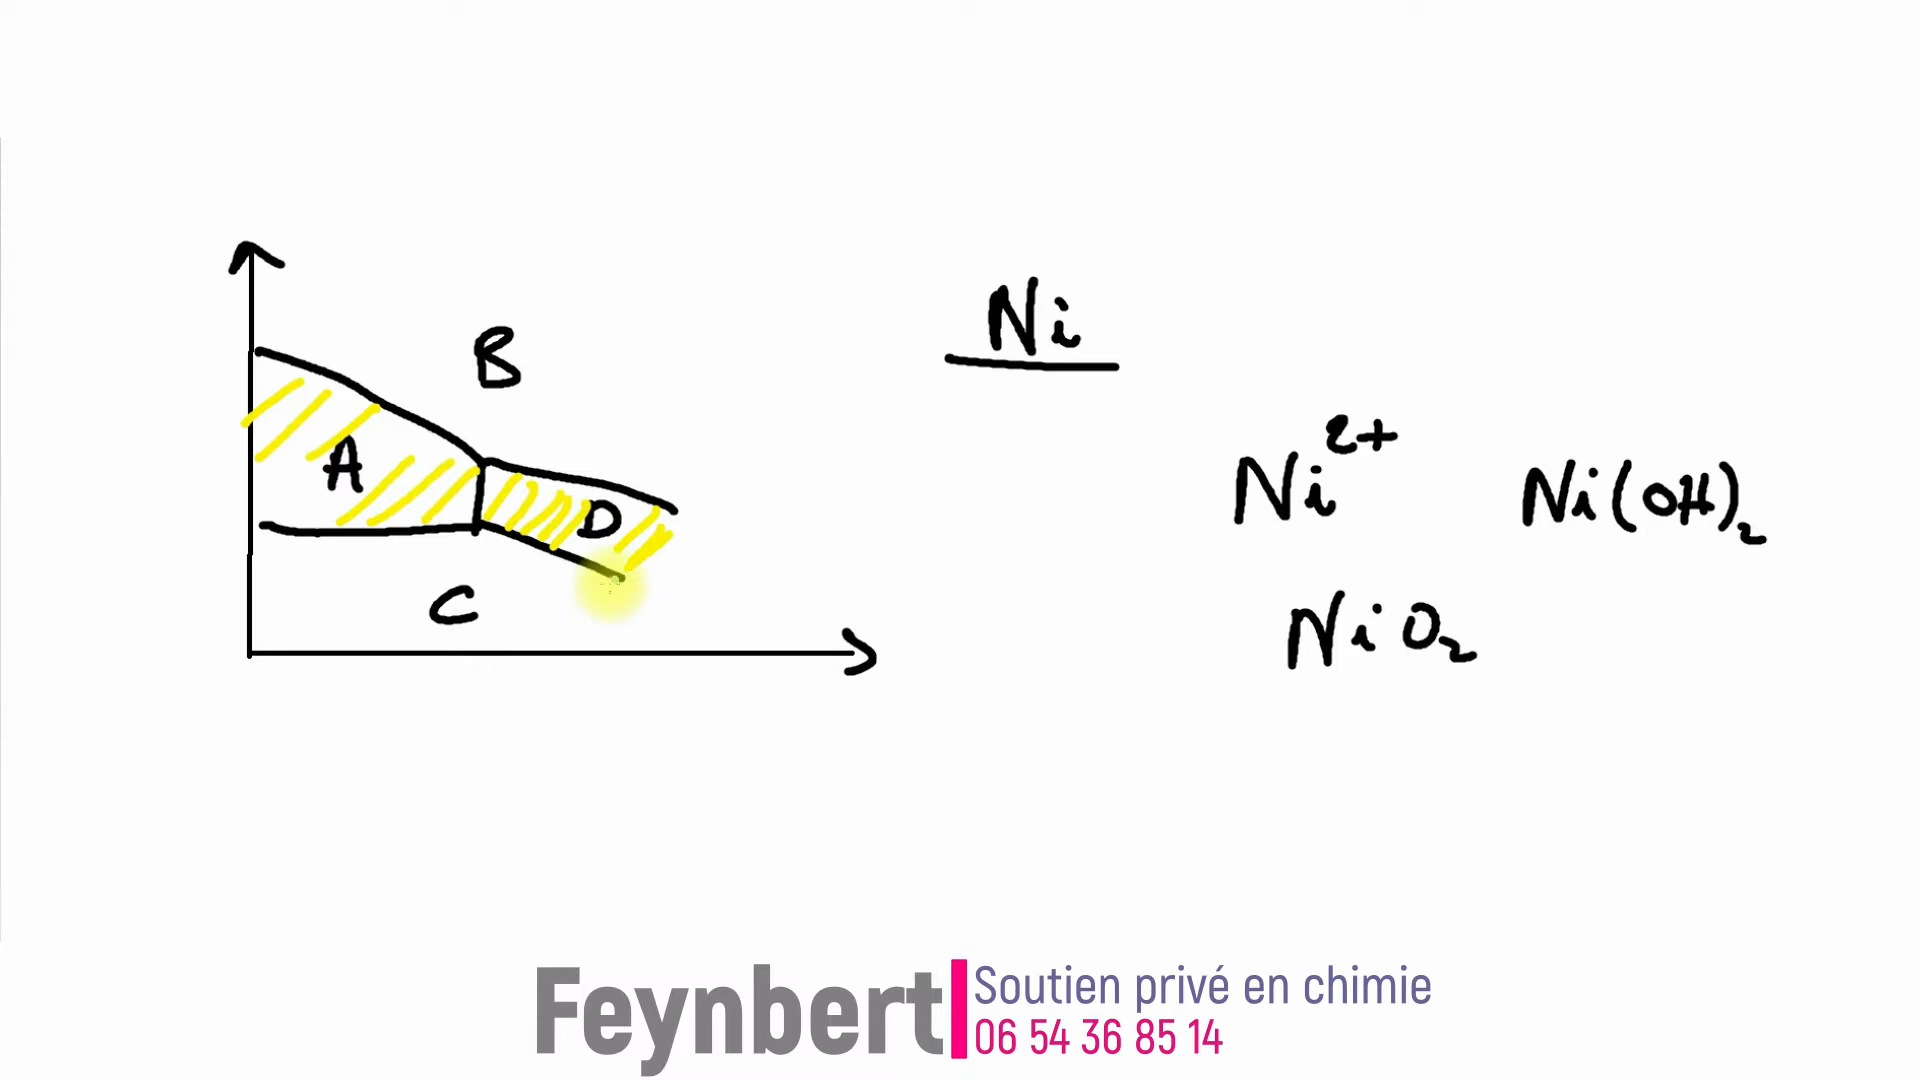 B
A
D
C
Ni
Ni²⁺ Ni(OH)₂
NiO₂
Feynbert
Soutien privé en chimie
06 54 36 85 14